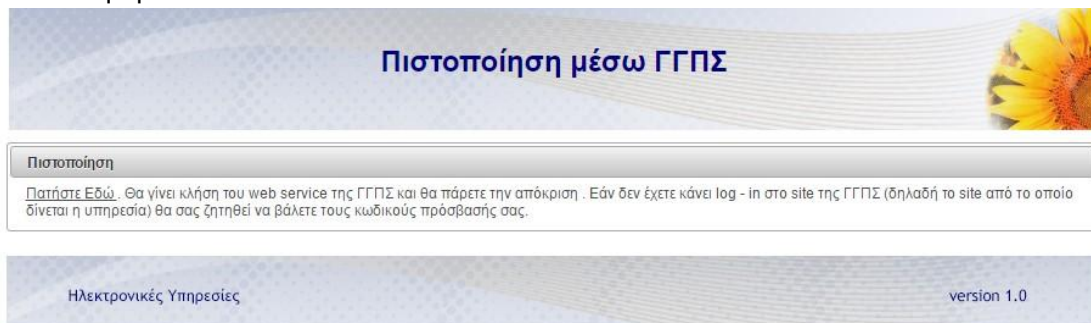 Πιστοποίηση μέσω ΓΓΠΣ
Πιστοποίηση
Πατήστε Εδώ . Θα γίνει κλήση του web service της ΓΓΠΣ και θα πάρετε την απόκριση . Εάν δεν έχετε κάνει log - in στο site της ΓΓΠΣ (δηλαδή το site από το οποίο
δίνεται η υπηρεσία) θα σας ζητηθεί να βάλετε τους κωδικούς πρόσβασής σας.
Ηλεκτρονικές Υπηρεσίες
version 1.0